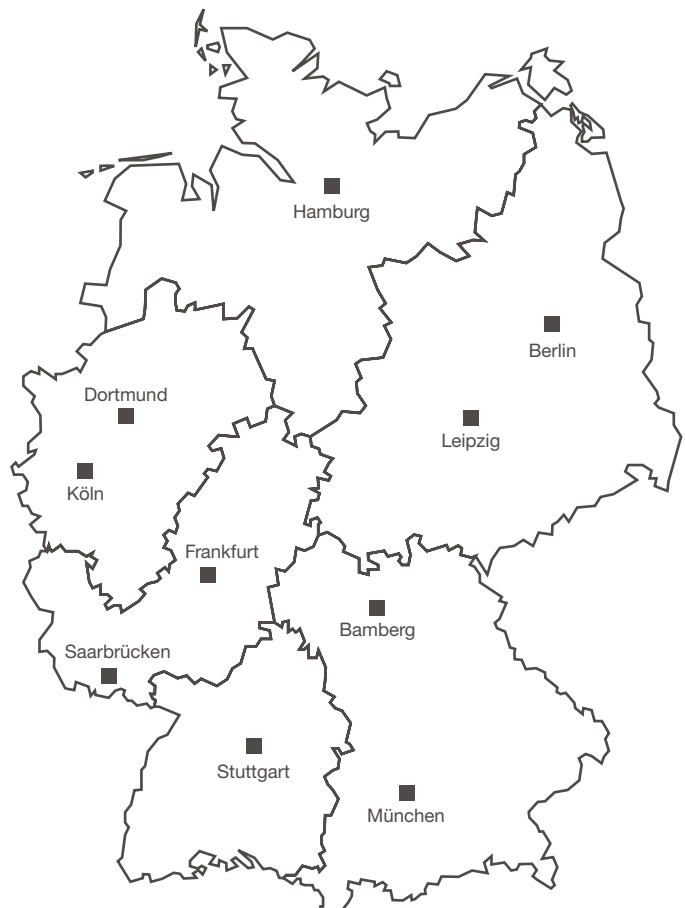 Hamburg
Berlin
Dortmund
Leipzig
Köln
Frankfurt
Bamberg
Saarbrücken
Stuttgart
München